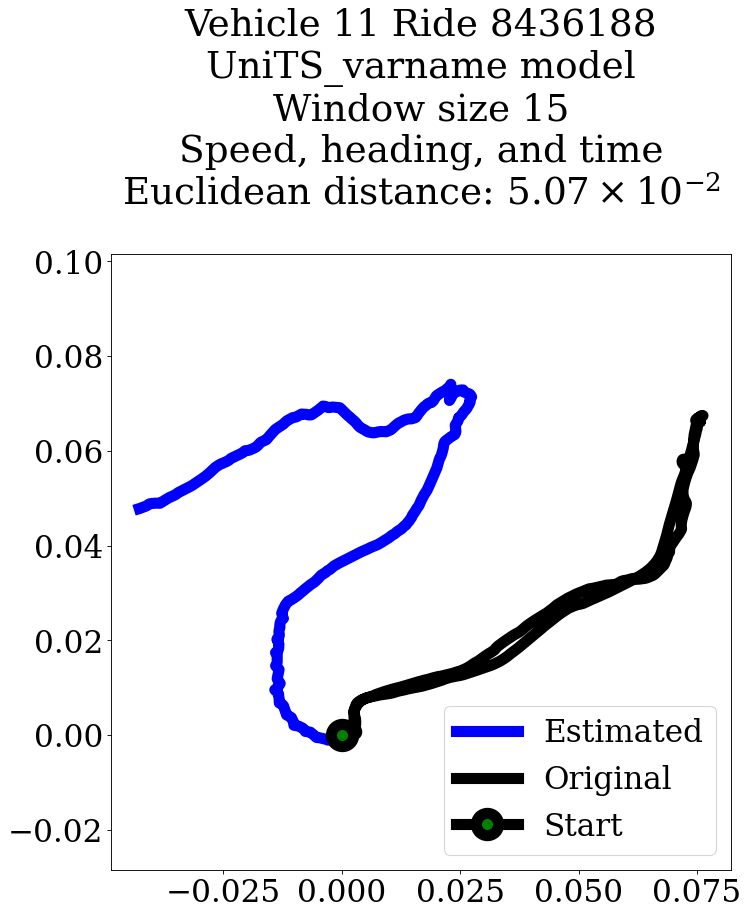 Vehicle 11 Ride 8436188
UniTS_varname model
Window size 15
Speed, heading, and time
Euclidean distance: 5.07 × 10⁻²
0.10
0.08
0.06
0.04
0.02
0.00
−0.02
Estimated
Original
Start
−0.025 0.000 0.025 0.050 0.075